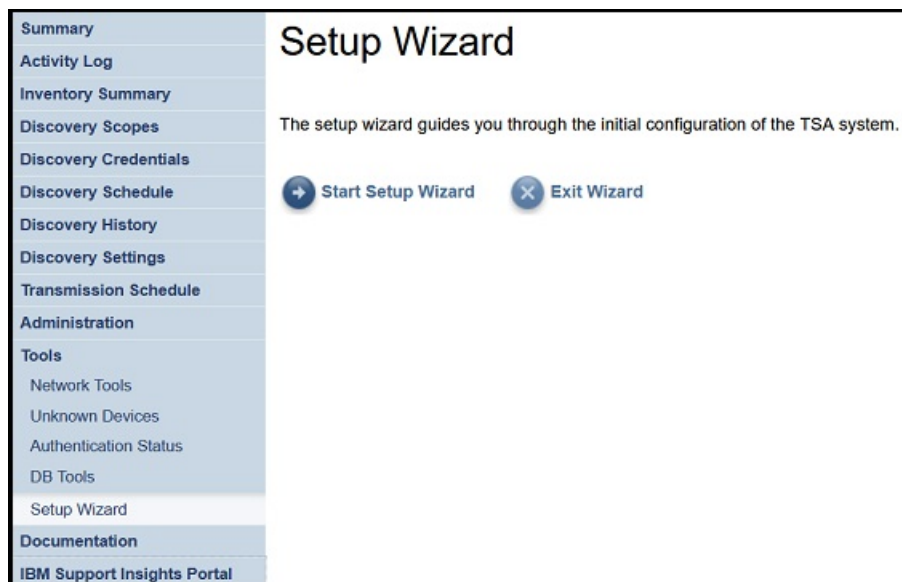 Summary
Activity Log
Inventory Summary
Discovery Scopes
Discovery Credentials
Discovery Schedule
Discovery History
Discovery Settings
Transmission Schedule
Administration
Tools
Network Tools
Unknown Devices
Authentication Status
DB Tools
Setup Wizard
Documentation
IBM Support Insights Portal
Setup Wizard
The setup wizard guides you through the initial configuration of the TSA system.
Start Setup Wizard Exit Wizard